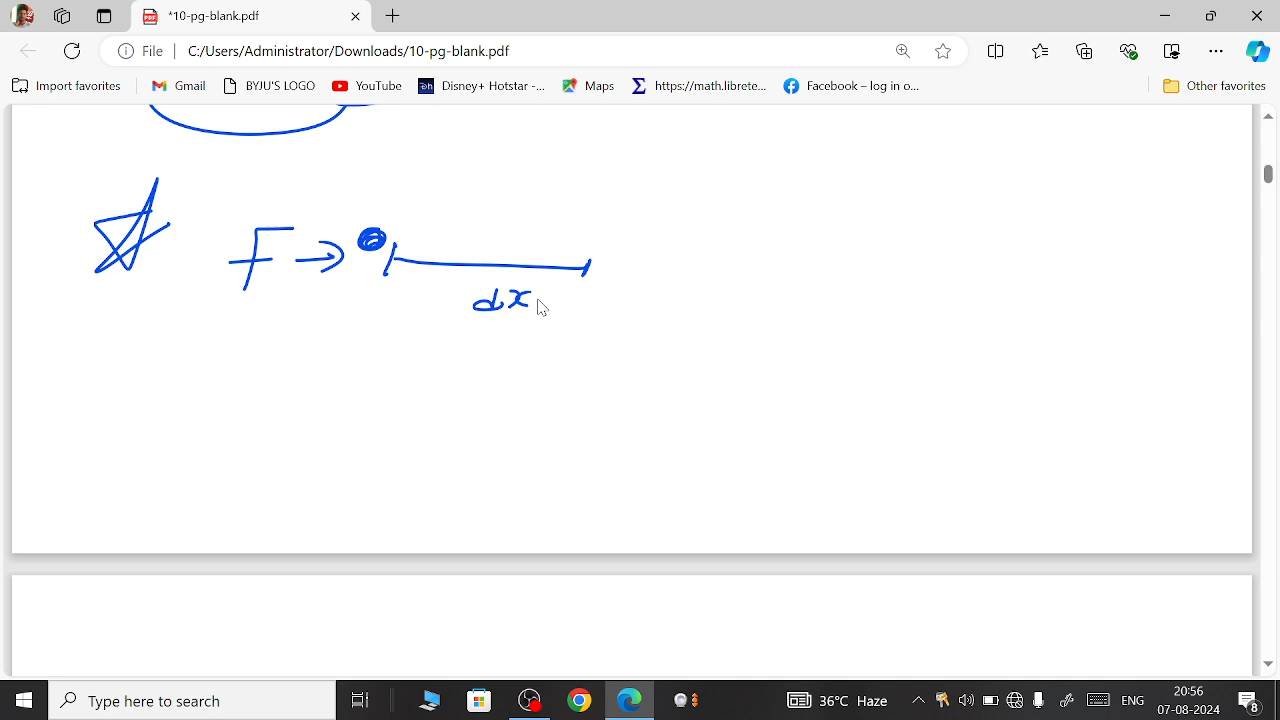 *10-pg-blank.pdf
File C:/Users/Administrator/Downloads/10-pg-blank.pdf
Import favorites Gmail BYJU'S LOGO YouTube Disney+ Hotstar -... Maps https://math.librete... Facebook – log in o... Other favorites
F →
dx
Type here to search 36°C Haze ENG 20:56
07-08-2024 8